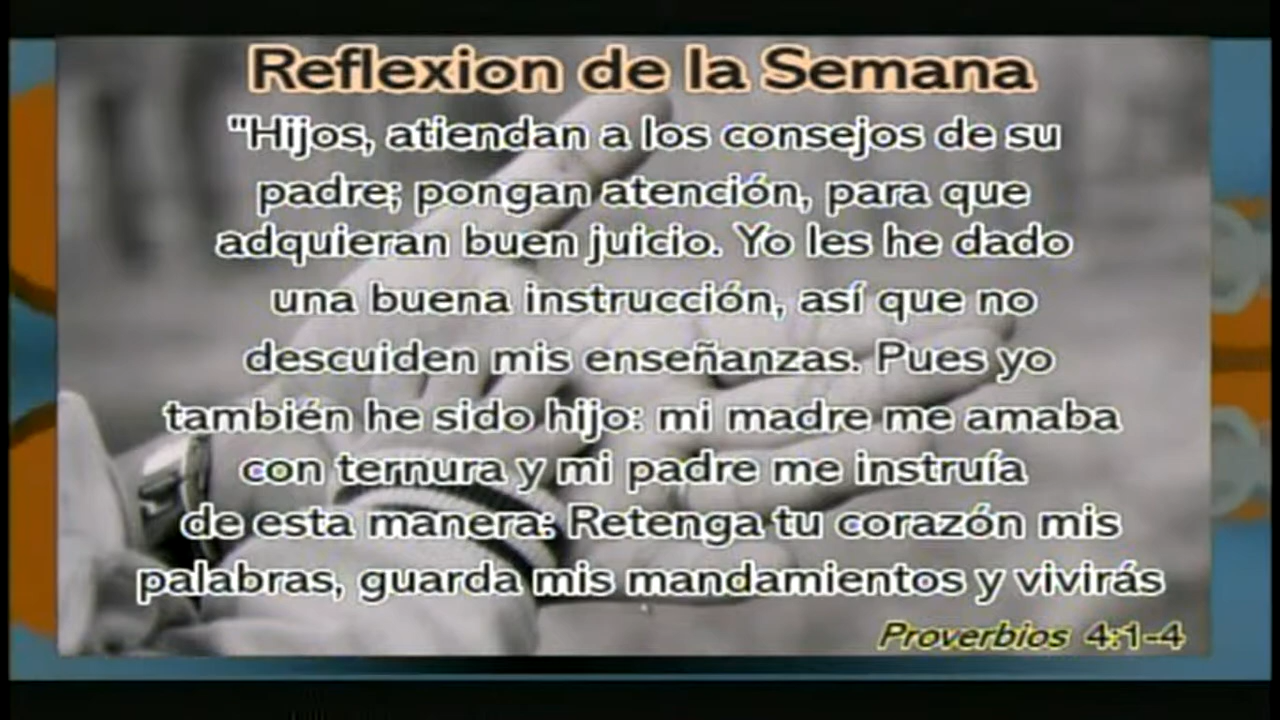 Reflexion de la Semana
"Hijos, atiendan a los consejos de su
padre; pongan atención, para que
adquieran buen juicio. Yo les he dado
una buena instrucción, así que no
descuiden mis enseñanzas. Pues yo
también he sido hijo: mi madre me amaba
con ternura y mi padre me instruía
de esta manera: Retenga tu corazón mis
palabras, guarda mis mandamientos y vivirás
Proverbios 4:1-4